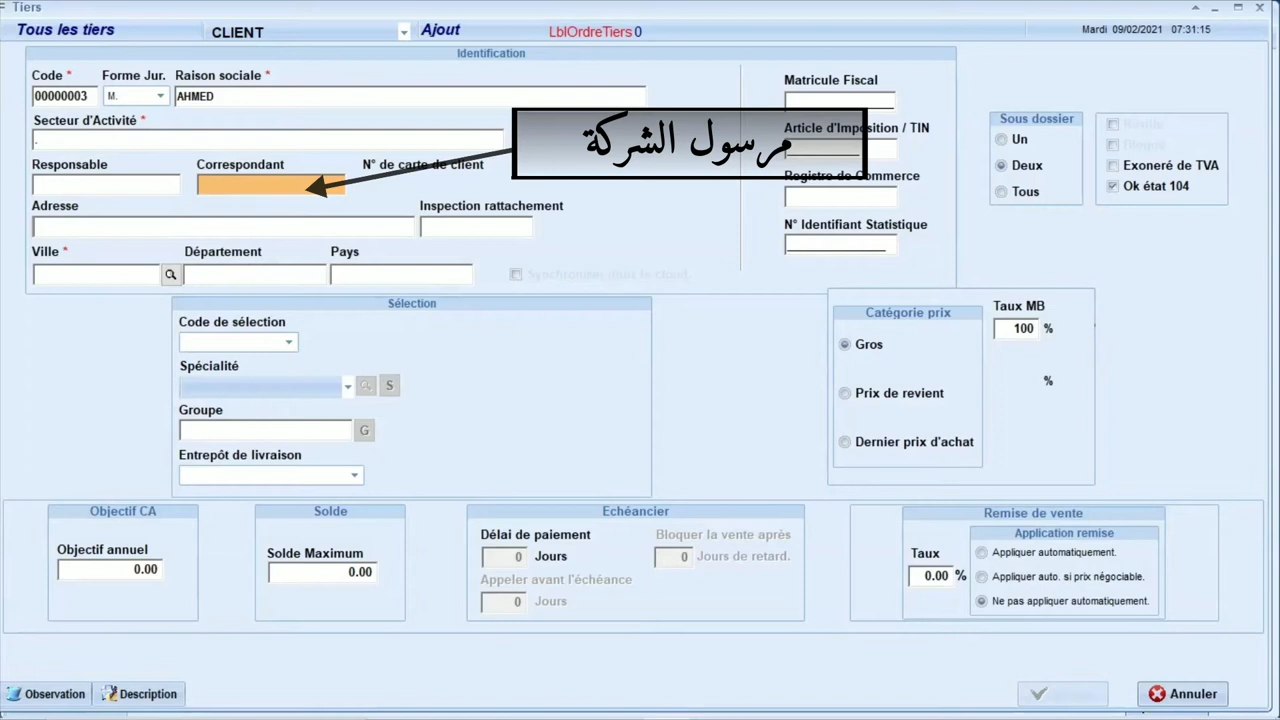 Tiers
Tous les tiers
CLIENT
Ajout
LblOrdreTiers 0
Mardi 09/02/2021 07:31:15
Identification
Code * Forme Jur. Raison sociale *
00000003 M. AHMED
Secteur d'Activité *
.
Responsable Correspondant N° de carte de client
مرسول الشركة
Adresse Inspection rattachement
Ville * Département Pays
Synchroniser dans le cloud.
Matricule Fiscal
Article d'Imposition / TIN
Registre de Commerce
N° Identifiant Statistique
Sous dossier
Un
Deux
Tous
Bloqué
Exoneré de TVA
Ok état 104
Sélection
Code de sélection
Spécialité
S
Groupe
G
Entrepôt de livraison
Catégorie prix
Gros
Prix de revient
Dernier prix d'achat
Taux MB
100 %
%
Objectif CA
Objectif annuel
0.00
Solde
Solde Maximum
0.00
Echéancier
Délai de paiement Bloquer la vente après
0 Jours 0 Jours de retard.
Appeler avant l'échéance
0 Jours
Remise de vente
Taux
0.00 %
Application remise
Appliquer automatiquement.
Appliquer auto. si prix négociable.
Ne pas appliquer automatiquement.
Observation Description
Annuler